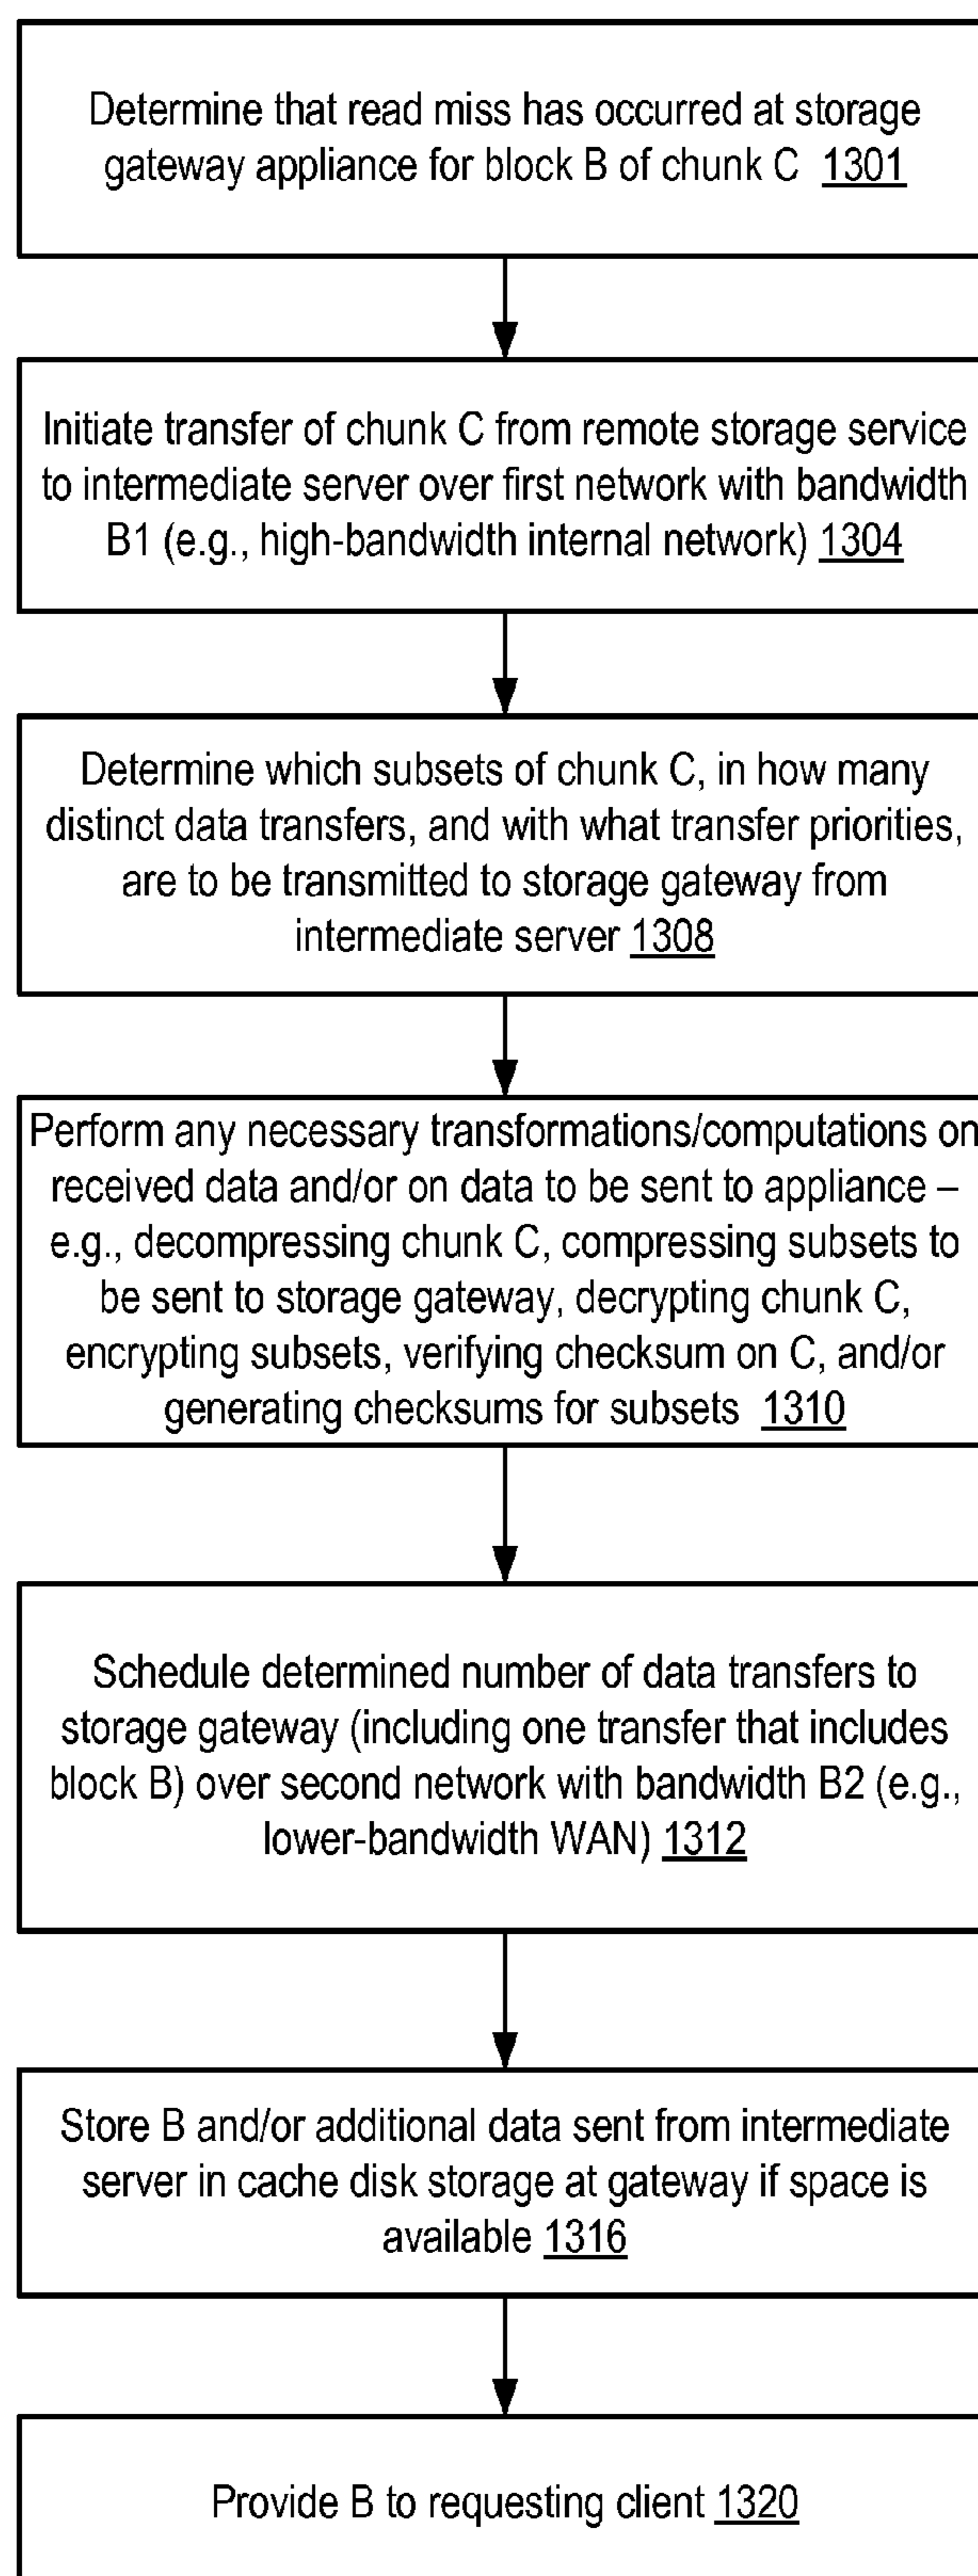 Determine that read miss has occurred at storage
gateway appliance for block B of chunk C 1301
Initiate transfer of chunk C from remote storage service
to intermediate server over first network with bandwidth
B1 (e.g., high-bandwidth internal network) 1304
Determine which subsets of chunk C, in how many
distinct data transfers, and with what transfer priorities,
are to be transmitted to storage gateway from
intermediate server 1308
Perform any necessary transformations/computations on
received data and/or on data to be sent to appliance –
e.g., decompressing chunk C, compressing subsets to
be sent to storage gateway, decrypting chunk C,
encrypting subsets, verifying checksum on C, and/or
generating checksums for subsets 1310
Schedule determined number of data transfers to
storage gateway (including one transfer that includes
block B) over second network with bandwidth B2 (e.g.,
lower-bandwidth WAN) 1312
Store B and/or additional data sent from intermediate
server in cache disk storage at gateway if space is
available 1316
Provide B to requesting client 1320